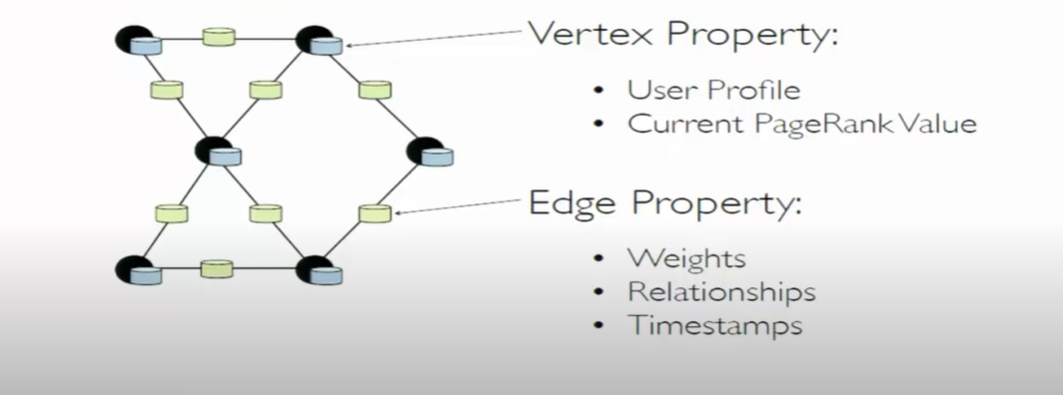 Vertex Property:
• User Profile
• Current PageRank Value
Edge Property:
• Weights
• Relationships
• Timestamps